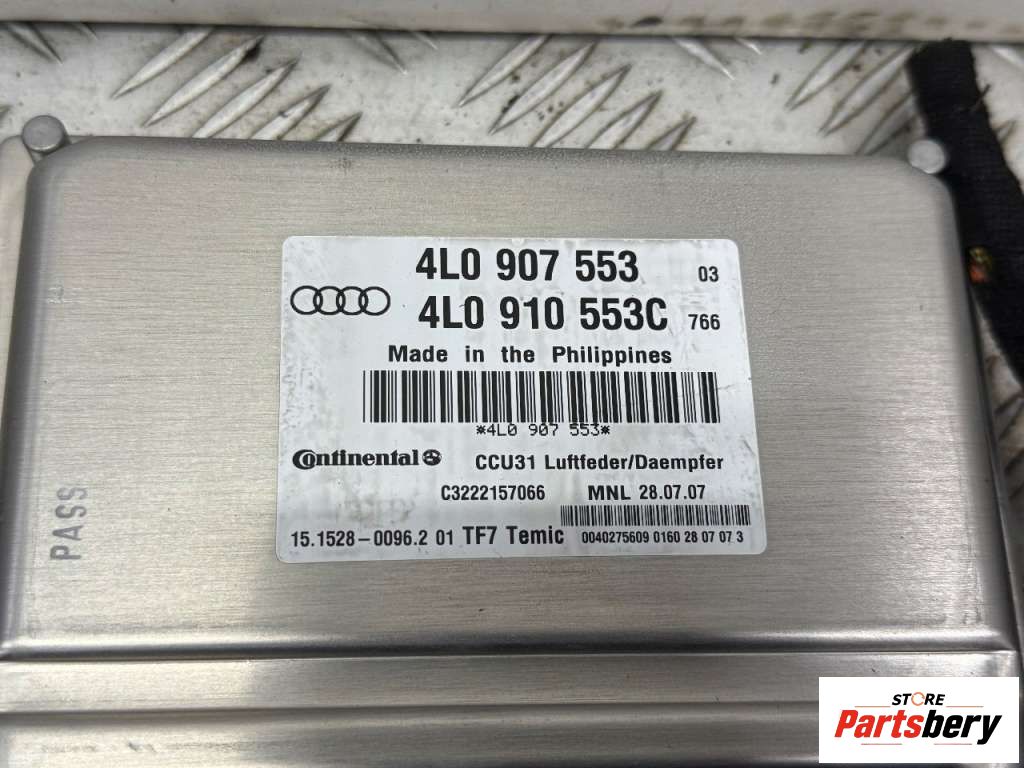 4L0 907 553 03
4L0 910 553C 766
Made in the Philippines
*4L0 907 553*
Continental CCU31 Luftfeder/Daempfer
C3222157066 MNL 28.07.07
15.1528-0096.2 01 TF7 Temic 0040275609 0160 28 07 07 3
PASS
STORE
Partsbery